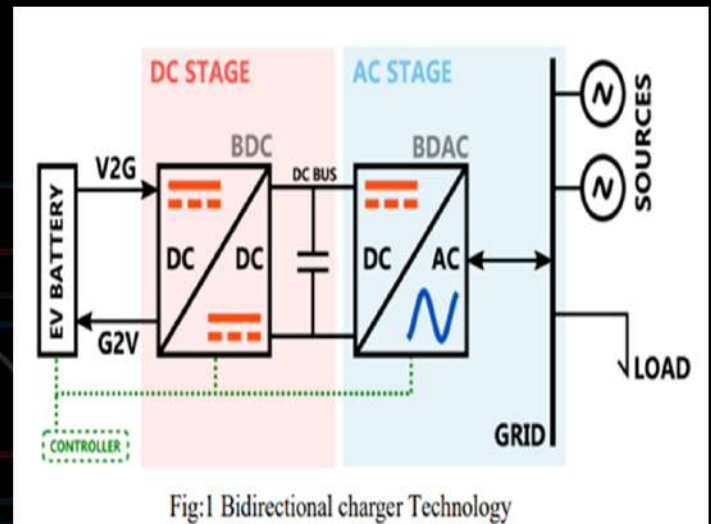 DC STAGE
AC STAGE
BDC
BDAC
V2G
DC BUS
EV BATTERY
DC
DC
DC
AC
G2V
CONTROLLER
SOURCES
LOAD
GRID
Fig:1 Bidirectional charger Technology